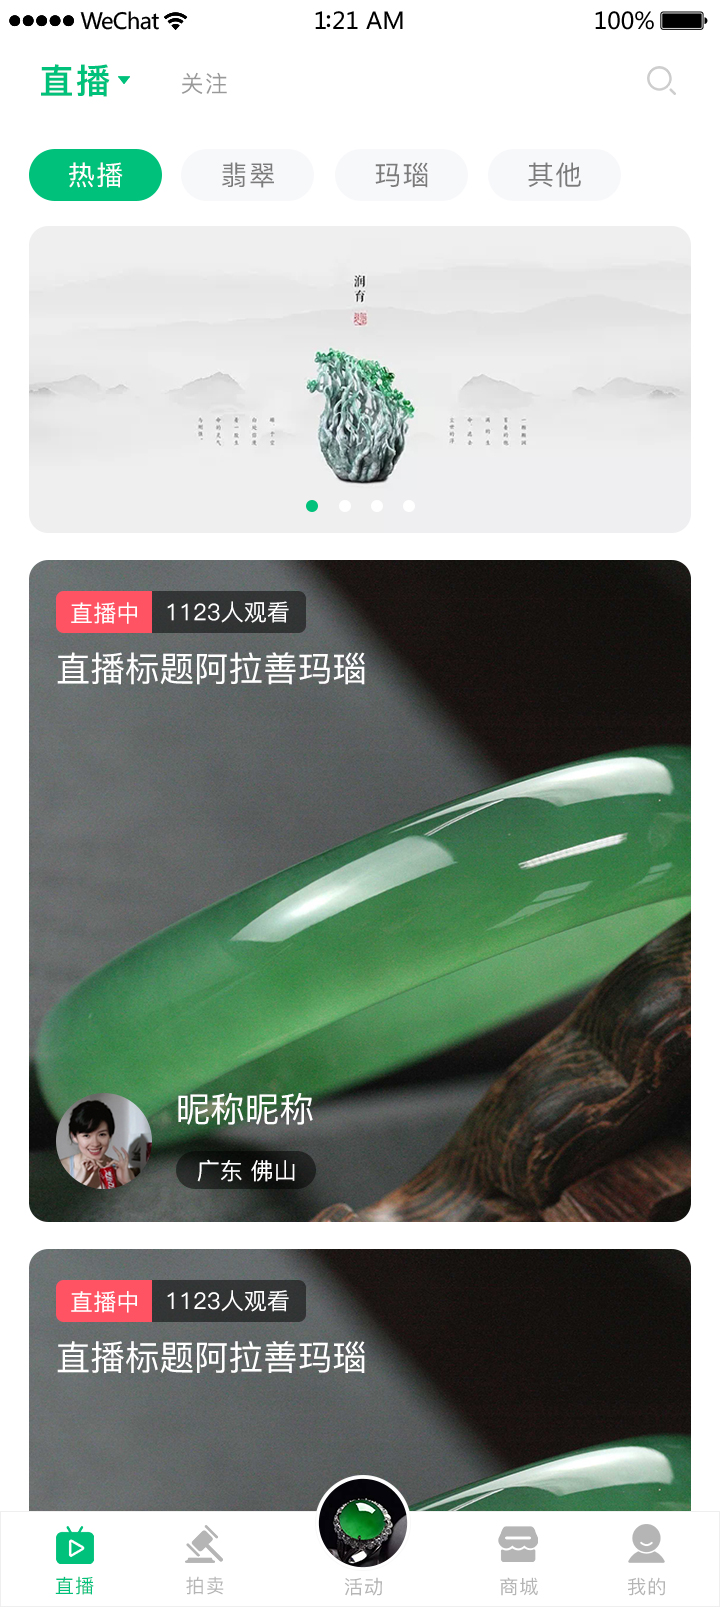 WeChat 1:21 AM 100%
直播 关注
热播 翡翠 玛瑙 其他
润育
直播中 1123人观看
直播标题阿拉善玛瑙
昵称昵称
广东 佛山
直播中 1123人观看
直播标题阿拉善玛瑙
直播 拍卖 活动 商城 我的